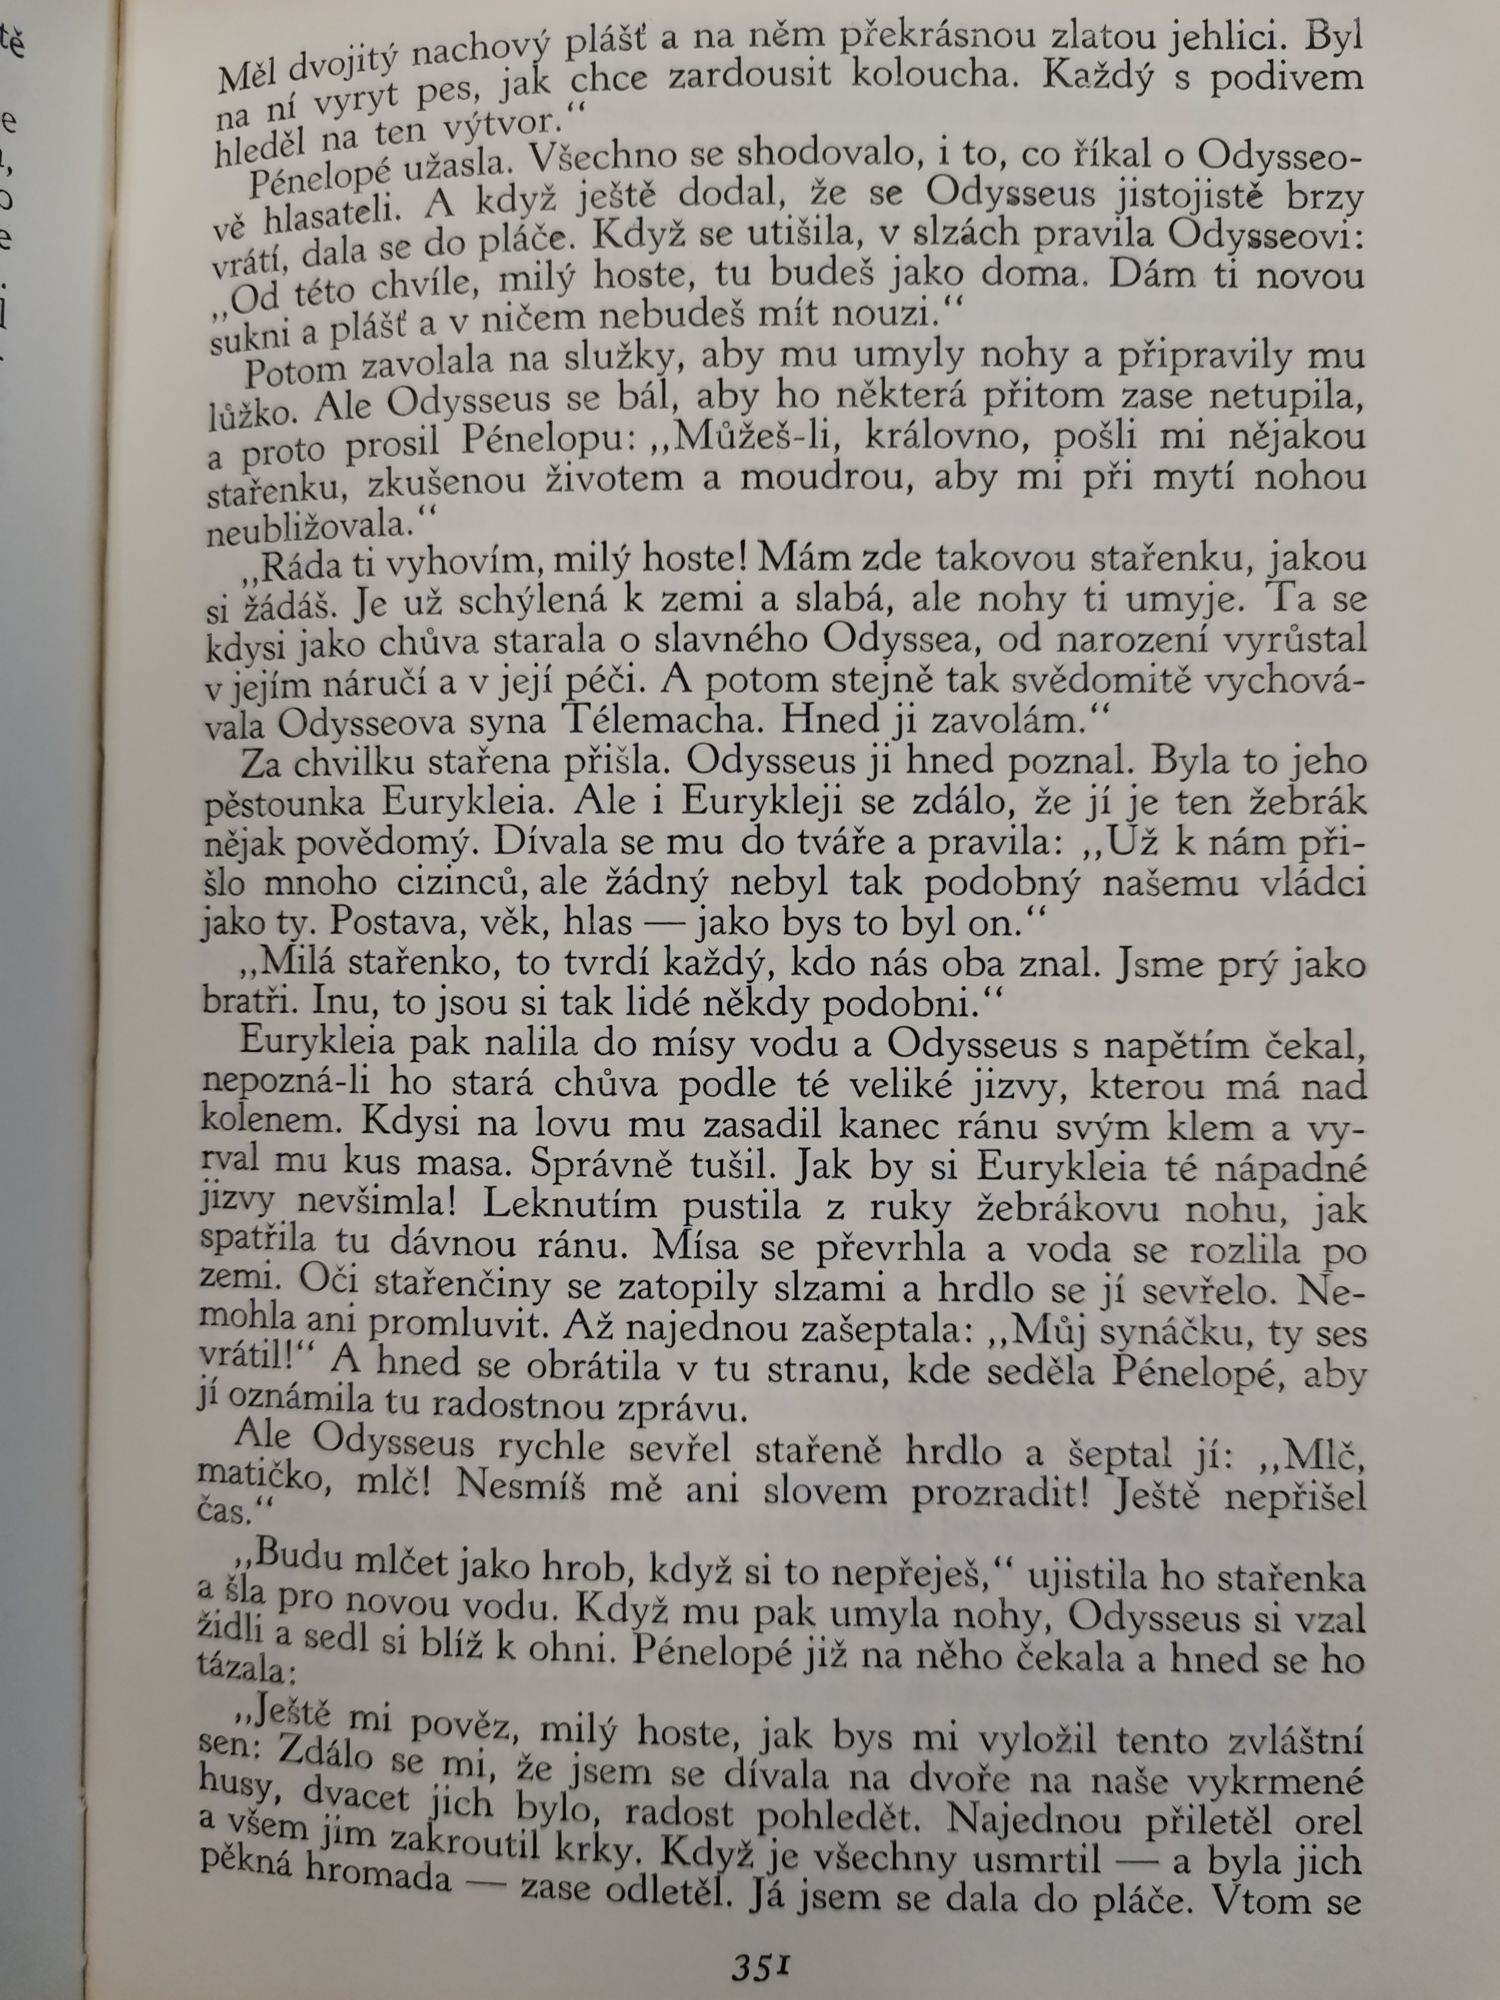 Měl dvojitý nachový plášť a na něm překrásnou zlatou jehlici. Byl
na ní vyryt pes, jak chce zardousit koloucha. Každý s podivem
hleděl na ten výtvor.“
Pénelopé užasla. Všechno se shodovalo, i to, co říkal o Odysseo-
vě hlasateli. A když ještě dodal, že se Odysseus jistojistě brzy
vrátí, dala se do pláče. Když se utišila, v slzách pravila Odysseovi:
„Od této chvíle, milý hoste, tu budeš jako doma. Dám ti novou
sukni a plášť a v ničem nebudeš mít nouzi.“
Potom zavolala na služky, aby mu umyly nohy a připravily mu
lůžko. Ale Odysseus se bál, aby ho některá přitom zase netupila,
a proto prosil Pénelopu: „Můžeš-li, královno, pošli mi nějakou
stařenku, zkušenou životem a moudrou, aby mi při mytí nohou
neubližovala.“
„Ráda ti vyhovím, milý hoste! Mám zde takovou stařenku, jakou
si žádáš. Je už schýlená k zemi a slabá, ale nohy ti umyje. Ta se
kdysi jako chůva starala o slavného Odyssea, od narození vyrůstal
v jejím náručí a v její péči. A potom stejně tak svědomitě vychová-
vala Odysseova syna Télemacha. Hned ji zavolám.“
Za chvilku stařena přišla. Odysseus ji hned poznal. Byla to jeho
pěstounka Eurykleia. Ale i Eurykleji se zdálo, že jí je ten žebrák
nějak povědomý. Dívala se mu do tváře a pravila: „Už k nám při-
šlo mnoho cizinců, ale žádný nebyl tak podobný našemu vládci
jako ty. Postava, věk, hlas — jako bys to byl on.“
„Milá stařenko, to tvrdí každý, kdo nás oba znal. Jsme prý jako
bratři. Inu, to jsou si tak lidé někdy podobni.“
Eurykleia pak nalila do mísy vodu a Odysseus s napětím čekal,
nepozná-li ho stará chůva podle té veliké jizvy, kterou má nad
kolenem. Kdysi na lovu mu zasadil kanec ránu svým klem a vy-
rval mu kus masa. Správně tušil. Jak by si Eurykleia té nápadné
jizvy nevšimla! Leknutím pustila z ruky žebrákovu nohu, jak
spatřila tu dávnou ránu. Mísa se převrhla a voda se rozlila po
zemi. Oči stařenčiny se zatopily slzami a hrdlo se jí sevřelo. Ne-
mohla ani promluvit. Až najednou zašeptala: „Můj synáčku, ty ses
vrátil!“ A hned se obrátila v tu stranu, kde seděla Pénelopé, aby
jí oznámila tu radostnou zprávu.
Ale Odysseus rychle sevřel stařeně hrdlo a šeptal jí: „Mlč,
matičko, mlč! Nesmíš mě ani slovem prozradit! Ještě nepřišel
čas.“
„Budu mlčet jako hrob, když si to nepřeješ,“ ujistila ho stařenka
a šla pro novou vodu. Když mu pak umyla nohy, Odysseus si vzal
židli a sedl si blíž k ohni. Pénelopé již na něho čekala a hned se ho
tázala:
„Ještě mi pověz, milý hoste, jak bys mi vyložil tento zvláštní
sen: Zdálo se mi, že jsem se dívala na dvoře na naše vykrmené
husy, dvacet jich bylo, radost pohledět. Najednou přiletěl orel
a všem jim zakroutil krky. Když je všechny usmrtil — a byla jich
pěkná hromada — zase odletěl. Já jsem se dala do pláče. Vtom se
351